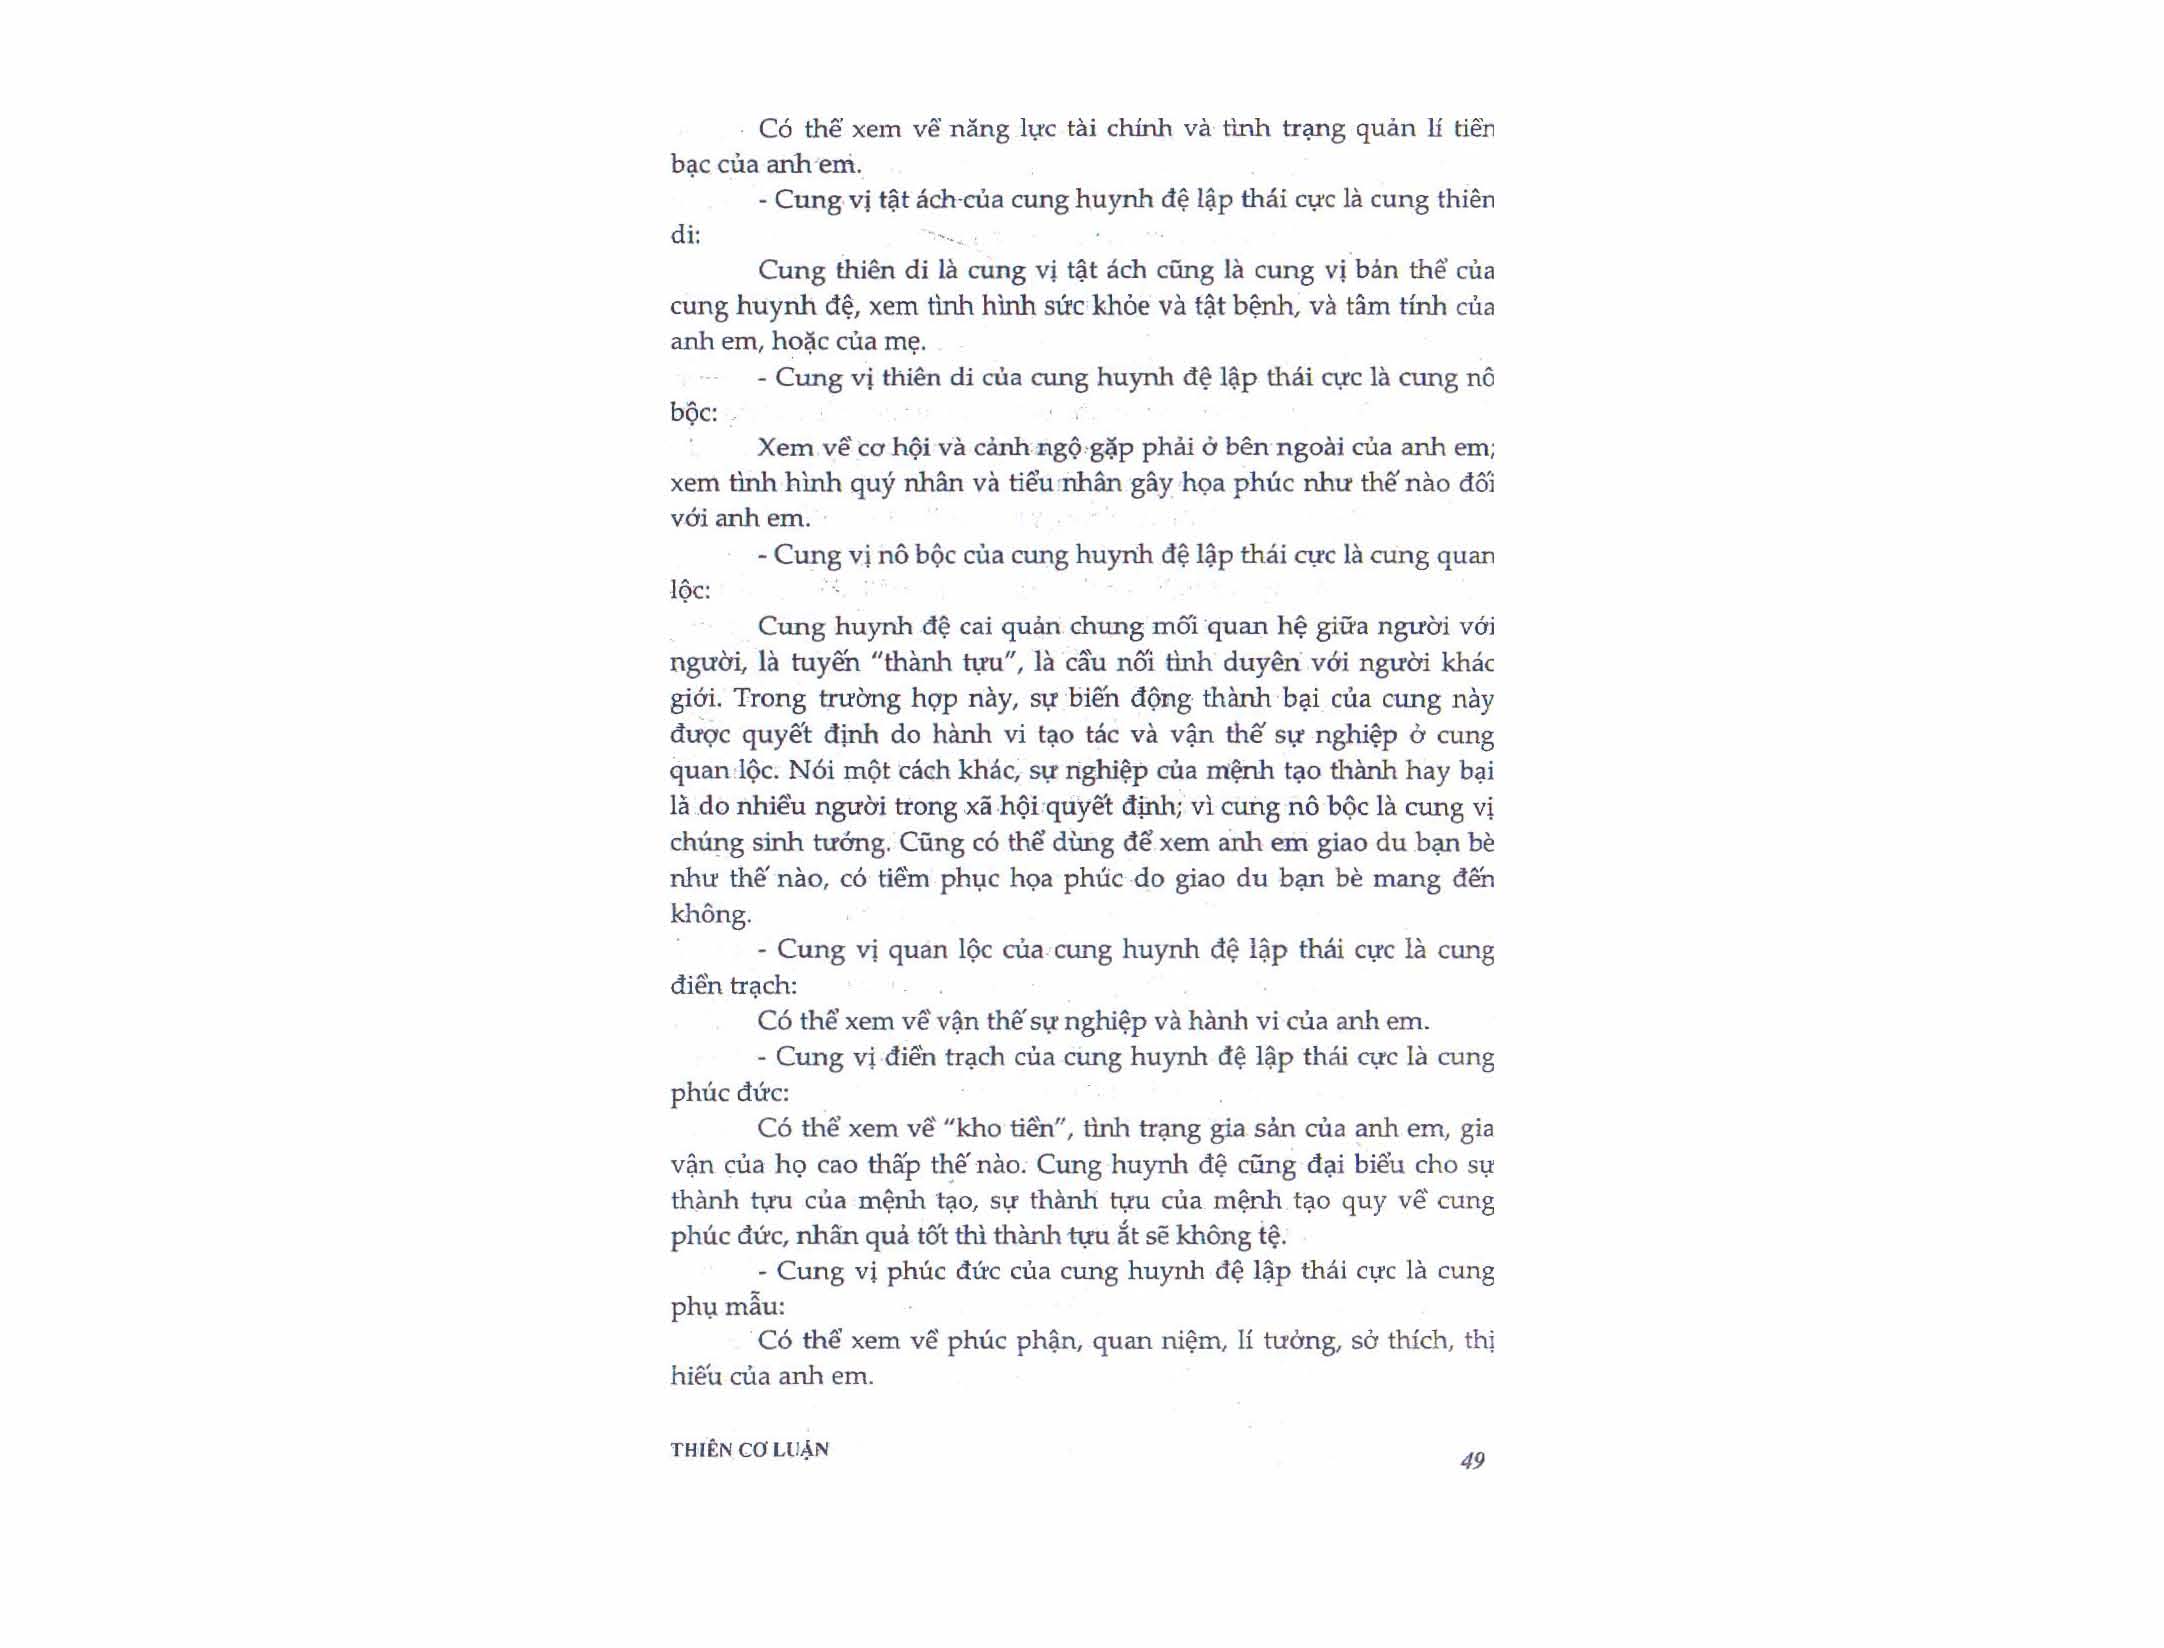 Có thể xem về năng lực tài chính và tình trạng quản lí tiền
bạc của anh em.
- Cung vị tật ách của cung huynh đệ lập thái cực là cung thiên
di:
Cung thiên di là cung vị tật ách cũng là cung vị bản thể của
cung huynh đệ, xem tình hình sức khỏe và tật bệnh, và tâm tính của
anh em, hoặc của mẹ.
- Cung vị thiên di của cung huynh đệ lập thái cực là cung nô
bộc:
Xem về cơ hội và cảnh ngộ gặp phải ở bên ngoài của anh em;
xem tình hình quý nhân và tiểu nhân gây họa phúc như thế nào đối
với anh em.
- Cung vị nô bộc của cung huynh đệ lập thái cực là cung quan
lộc:
Cung huynh đệ cai quản chung mối quan hệ giữa người với
người, là tuyến "thành tựu", là cầu nối tình duyên với người khác
giới. Trong trường hợp này, sự biến động thành bại của cung này
được quyết định do hành vi tạo tác và vận thế sự nghiệp ở cung
quan lộc. Nói một cách khác, sự nghiệp của mệnh tạo thành hay bại
là do nhiều người trong xã hội quyết định; vì cung nô bộc là cung vị
chúng sinh tướng. Cũng có thể dùng để xem anh em giao du bạn bè
như thế nào, có tiềm phục họa phúc do giao du bạn bè mang đến
không.
- Cung vị quan lộc của cung huynh đệ lập thái cực là cung
điền trạch:
Có thể xem về vận thế sự nghiệp và hành vi của anh em.
- Cung vị điền trạch của cung huynh đệ lập thái cực là cung
phúc đức:
Có thể xem về "kho tiền", tình trạng gia sản của anh em, gia
vận của họ cao thấp thế nào. Cung huynh đệ cũng đại biểu cho sự
thành tựu của mệnh tạo, sự thành tựu của mệnh tạo quy về cung
phúc đức, nhân quả tốt thì thành tựu ắt sẽ không tệ.
- Cung vị phúc đức của cung huynh đệ lập thái cực là cung
phụ mẫu:
Có thể xem về phúc phận, quan niệm, lí tưởng, sở thích, thị
hiếu của anh em.
THIÊN CƠ LUẬN
49